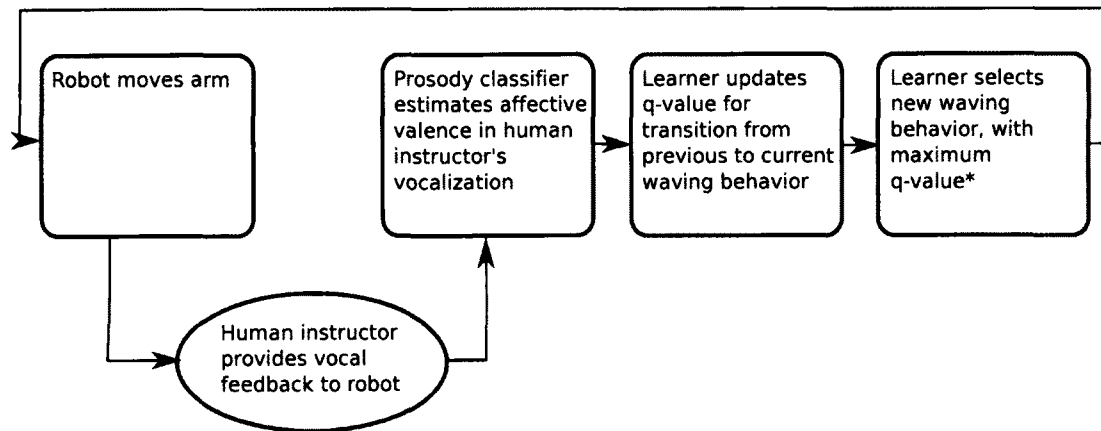 Robot moves arm
Prosody classifier
estimates affective
valence in human
instructor's
vocalization
Learner updates
q-value for
transition from
previous to current
waving behavior
Learner selects
new waving
behavior, with
maximum
q-value*
Human instructor
provides vocal
feedback to robot